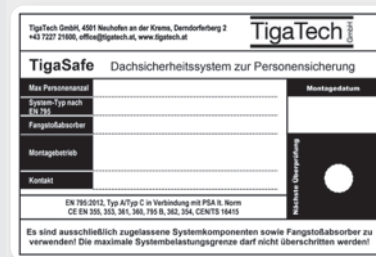 TigaTech GmbH, 4501 Neuhofen an der Krems, Derndorferberg 2
+43 7227 21600, office@tigatech.at, www.tigatech.at
TigaTech GmbH
TigaSafe Dachsicherheitssystem zur Personensicherung
Max Personenanzal
Montagedatum
System-Typ nach
EN 795
Fangstoßabsorber
Montagebetrieb
Nächste Überprüfung
Kontakt
EN 795:2012, Typ A/Typ C in Verbindung mit PSA lt. Norm
CE EN 355, 353, 361, 360, 795 B, 362, 354, CEN/TS 16415
Es sind ausschließlich zugelassene Systemkomponenten sowie Fangstoßabsorber zu
verwenden! Die maximale Systembelastungsgrenze darf nicht überschritten werden!